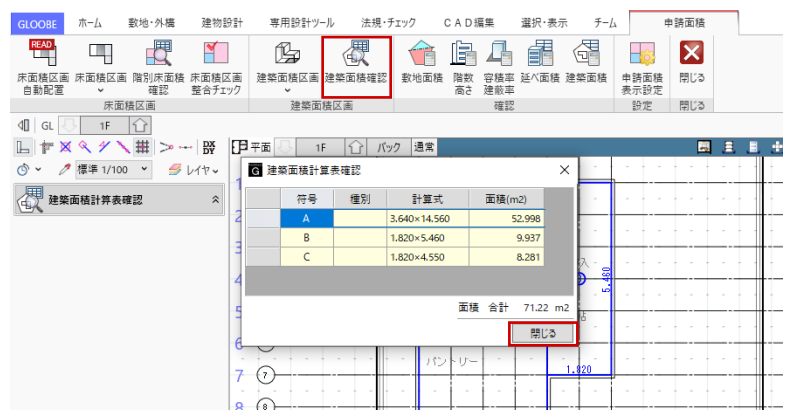 GLOOBE ホーム 敷地・外構 建物設計 専用設計ツール 法規・チェック CAD編集 選択・表示 チーム 申請面積
READ
床面積区画 床面積区画 階別床面積 床面積区画 建築面積区画 建築面積確認 敷地面積 階数 容積率 延べ面積 建築面積 申請面積 閉じる
自動配置 確認 整合チェック 高さ 建蔽率 表示設定
床面積区画 建築面積区画 確認 設定 閉じる
GL 1F
平面 1F バック 通常
標準 1/100 レイヤ
建築面積計算表確認
G 建築面積計算表確認
符号 種別 計算式 面積(m2)
A 3.640×14.560 52.998
B 1.820×5.460 9.937
C 1.820×4.550 8.281
面積 合計 71.22 m2
閉じる
1
2
3
4
5
6
7 7
8 8
入
5.460
パントリー
1.820